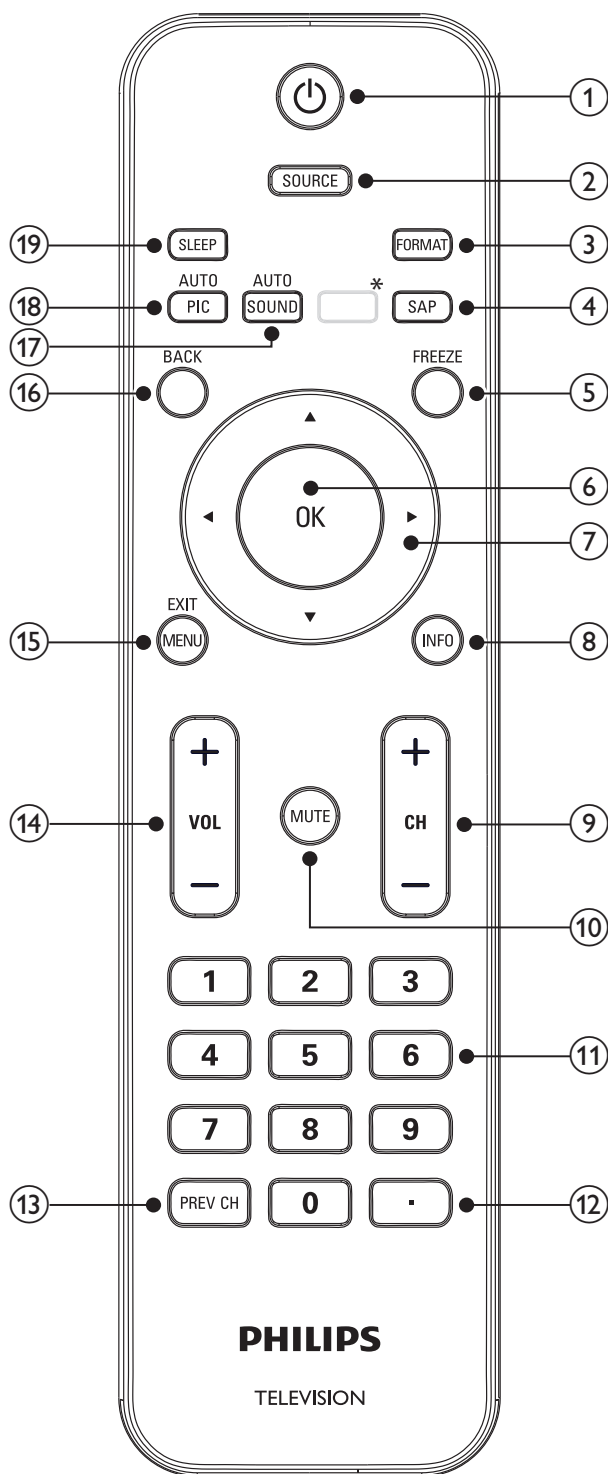 ①
SOURCE ②
⑲ SLEEP FORMAT ③
AUTO AUTO *
⑱ PIC SOUND SAP ④
⑰
BACK FREEZE
⑯ ⑤
⑥
OK
⑦
EXIT
⑮ MENU INFO ⑧
+ +
⑭ VOL MUTE CH ⑨
− −
⑩
1 2 3
4 5 6 ⑪
7 8 9
⑬ PREV CH 0 . ⑫
PHILIPS
TELEVISION